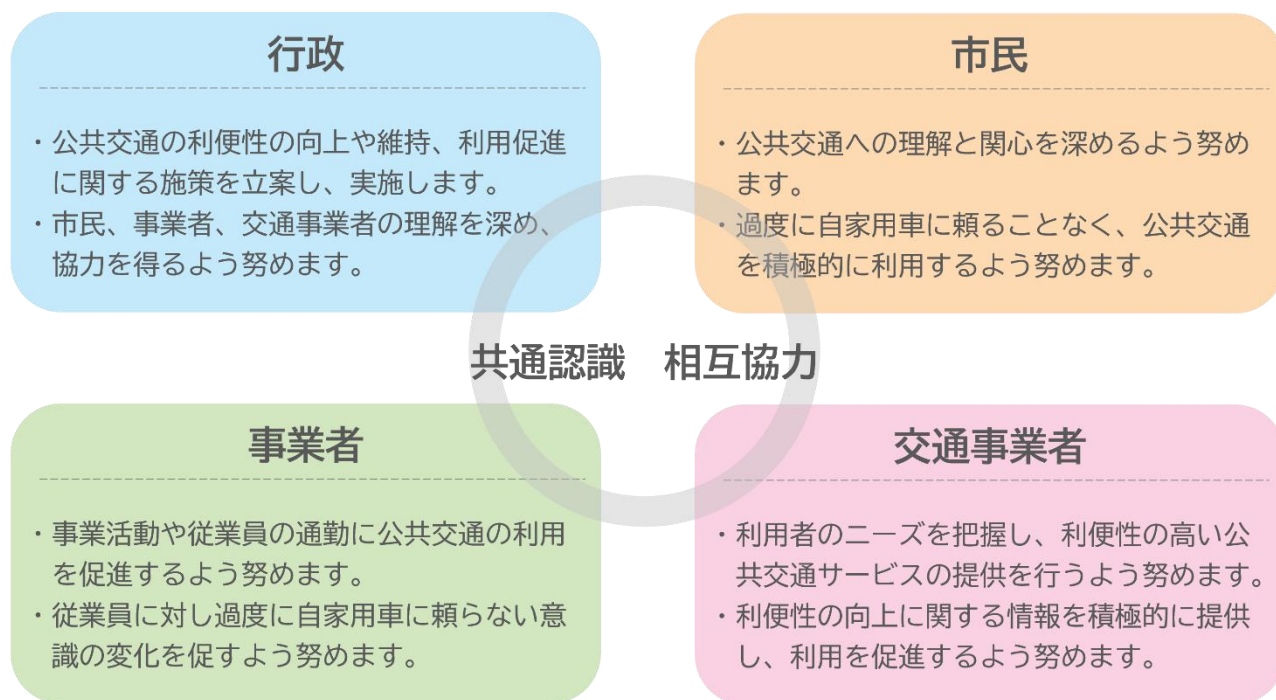 行政
・公共交通の利便性の向上や維持、利用促進
に関する施策を立案し、実施します。
・市民、事業者、交通事業者の理解を深め、
協力を得るよう努めます。
市民
・公共交通への理解と関心を深めるよう努め
ます。
・過度に自家用車に頼ることなく、公共交通
を積極的に利用するよう努めます。
共通認識　相互協力
事業者
・事業活動や従業員の通勤に公共交通の利用
を促進するよう努めます。
・従業員に対し過度に自家用車に頼らない意
識の変化を促すよう努めます。
交通事業者
・利用者のニーズを把握し、利便性の高い公
共交通サービスの提供を行うよう努めます。
・利便性の向上に関する情報を積極的に提供
し、利用を促進するよう努めます。